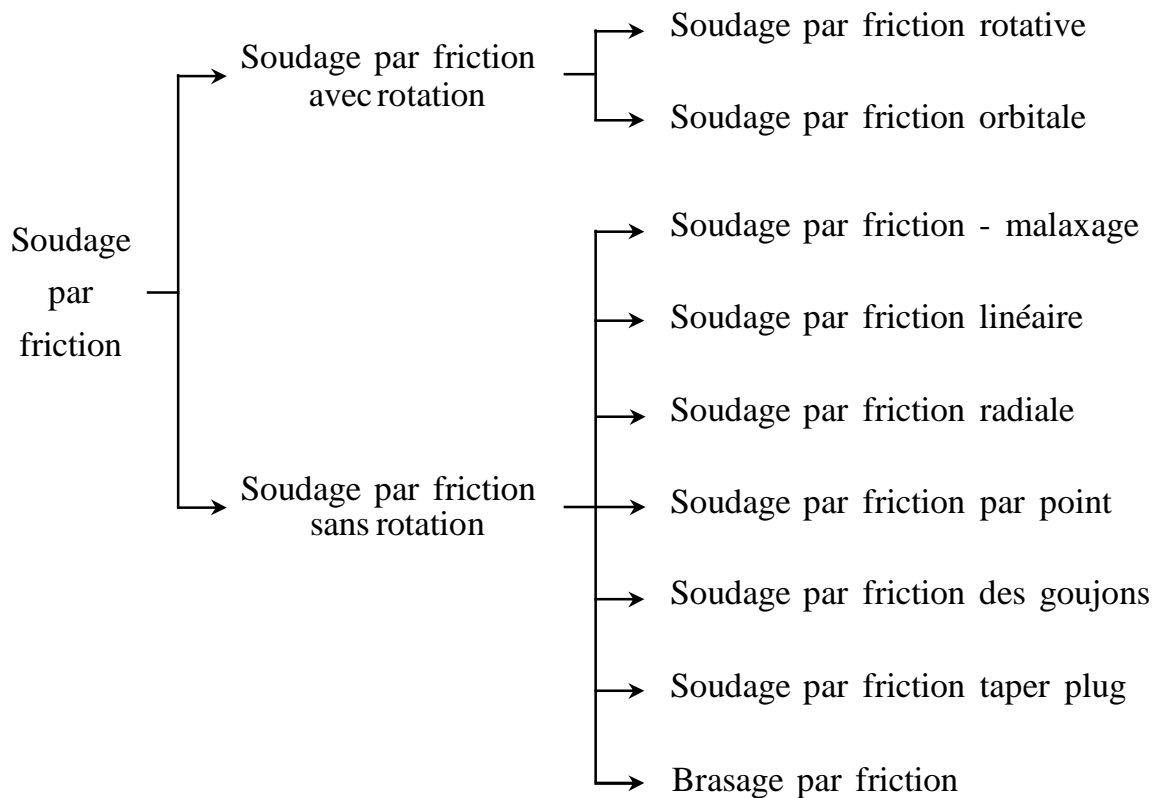 Soudage
par
friction
Soudage par friction
avec rotation
Soudage par friction rotative
Soudage par friction orbitale
Soudage par friction
sans rotation
Soudage par friction - malaxage
Soudage par friction linéaire
Soudage par friction radiale
Soudage par friction par point
Soudage par friction des goujons
Soudage par friction taper plug
Brasage par friction